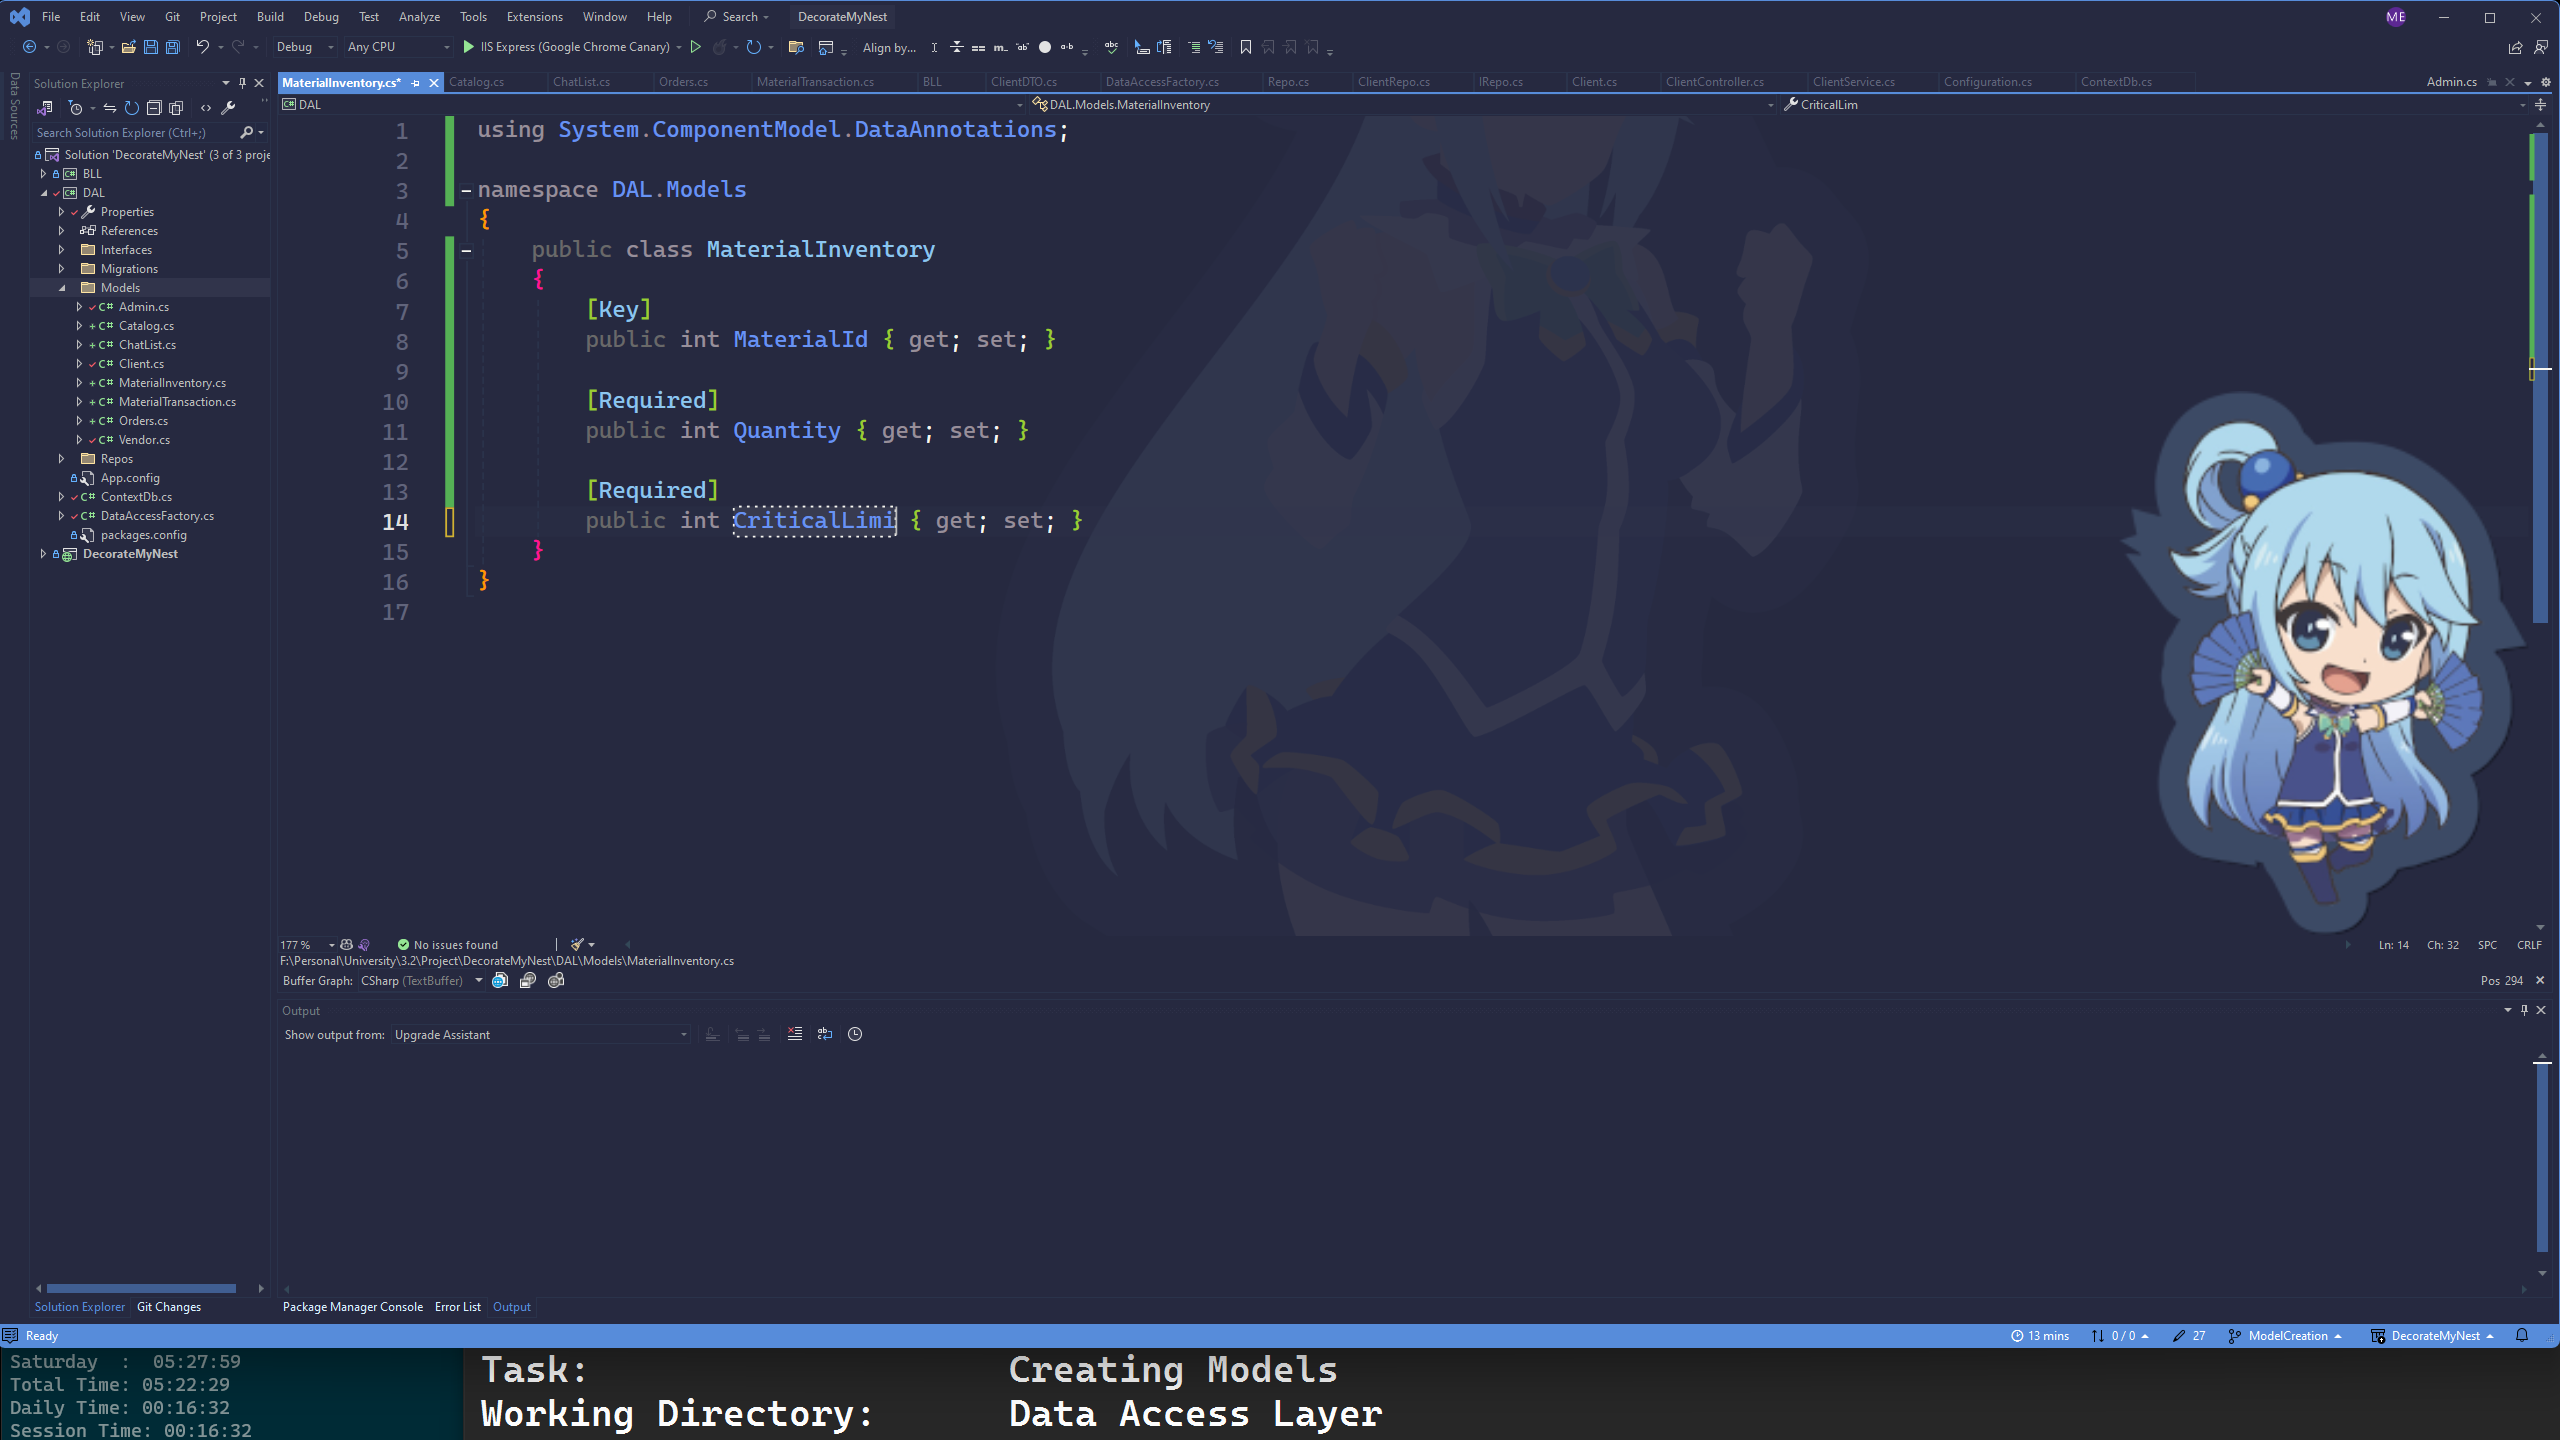 File Edit View Git Project Build Debug Test Analyze Tools Extensions Window Help Search DecorateMyNest ME
Debug Any CPU IIS Express (Google Chrome Canary) Align by...
Data Sources
Solution Explorer
MaterialInventory.cs* Catalog.cs ChatList.cs Orders.cs MaterialTransaction.cs BLL ClientDTO.cs DataAccessFactory.cs Repo.cs ClientRepo.cs IRepo.cs Client.cs ClientController.cs ClientService.cs Configuration.cs ContextDb.cs Admin.cs
DAL DAL.Models.MaterialInventory CriticalLim
Search Solution Explorer (Ctrl+;)
Solution 'DecorateMyNest' (3 of 3 proje
BLL
DAL
Properties
References
Interfaces
Migrations
Models
Admin.cs
Catalog.cs
ChatList.cs
Client.cs
MaterialInventory.cs
MaterialTransaction.cs
Orders.cs
Vendor.cs
Repos
App.config
ContextDb.cs
DataAccessFactory.cs
packages.config
DecorateMyNest
1 using System.ComponentModel.DataAnnotations;
2
3 namespace DAL.Models
4 {
5 public class MaterialInventory
6 {
7 [Key]
8 public int MaterialId { get; set; }
9
10 [Required]
11 public int Quantity { get; set; }
12
13 [Required]
14 public int CriticalLimi { get; set; }
15 }
16 }
17
177 % No issues found Ln: 14 Ch: 32 SPC CRLF
F:\Personal\University\3.2\Project\DecorateMyNest\DAL\Models\MaterialInventory.cs
Buffer Graph: CSharp (TextBuffer) Pos 294
Output
Show output from: Upgrade Assistant
Solution Explorer Git Changes Package Manager Console Error List Output
Ready 13 mins 0 / 0 27 ModelCreation DecorateMyNest
Saturday : 05:27:59
Total Time: 05:22:29
Daily Time: 00:16:32
Session Time: 00:16:32
Task: Creating Models
Working Directory: Data Access Layer